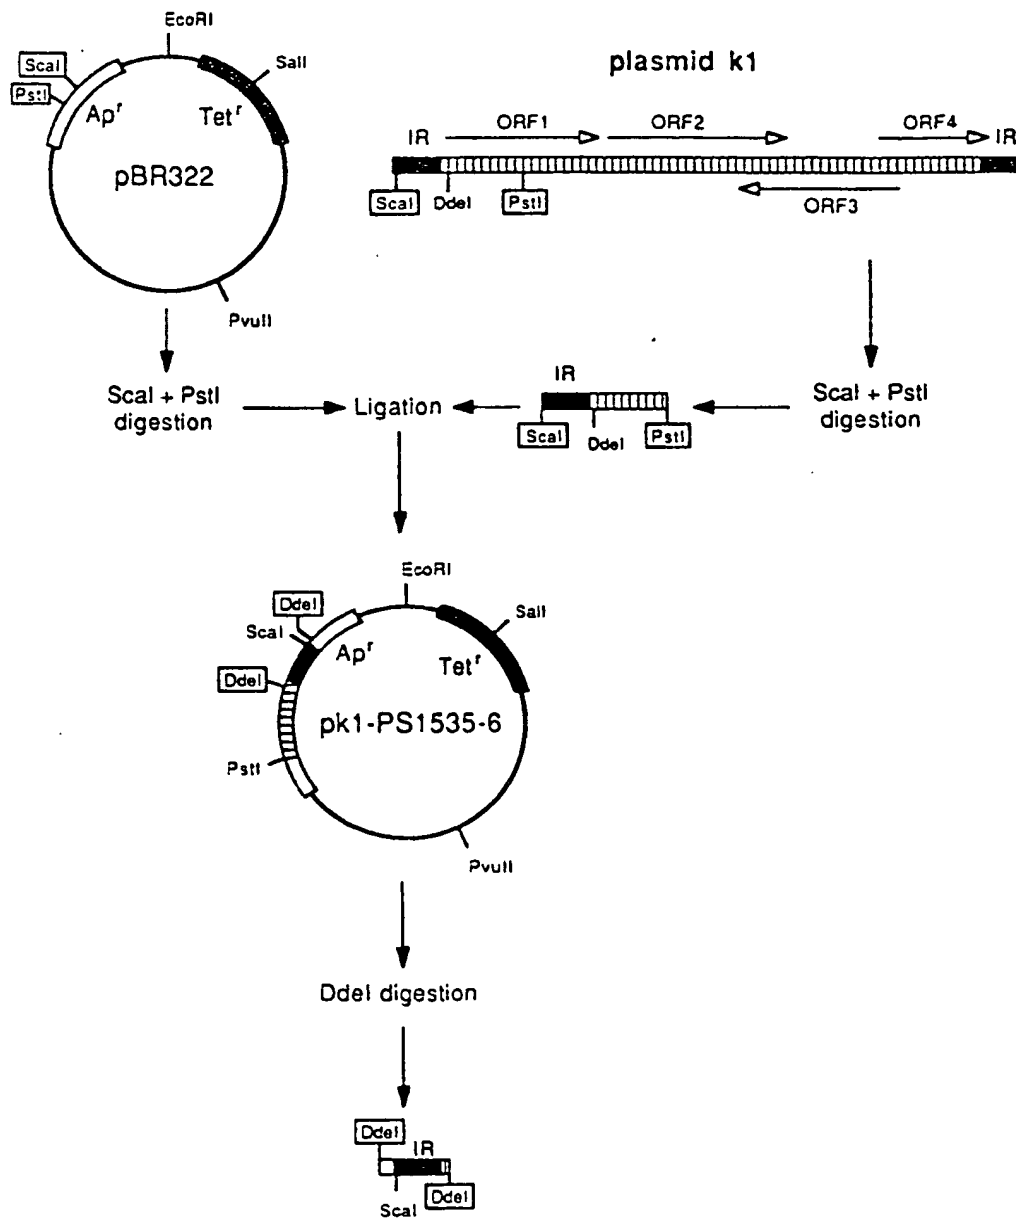 EcoRI
ScaI
SalI
PstI
Apʳ
Tetʳ
pBR322
PvuII
plasmid k1
IR
ORF1
ORF2
ORF4
IR
ScaI
DdeI
PstI
ORF3
ScaI + PstI
digestion
Ligation
IR
ScaI
DdeI
PstI
ScaI + PstI
digestion
EcoRI
DdeI
SalI
ScaI
Apʳ
Tetʳ
DdeI
pk1-PS1535-6
PstI
PvuII
DdeI digestion
DdeI
IR
DdeI
ScaI